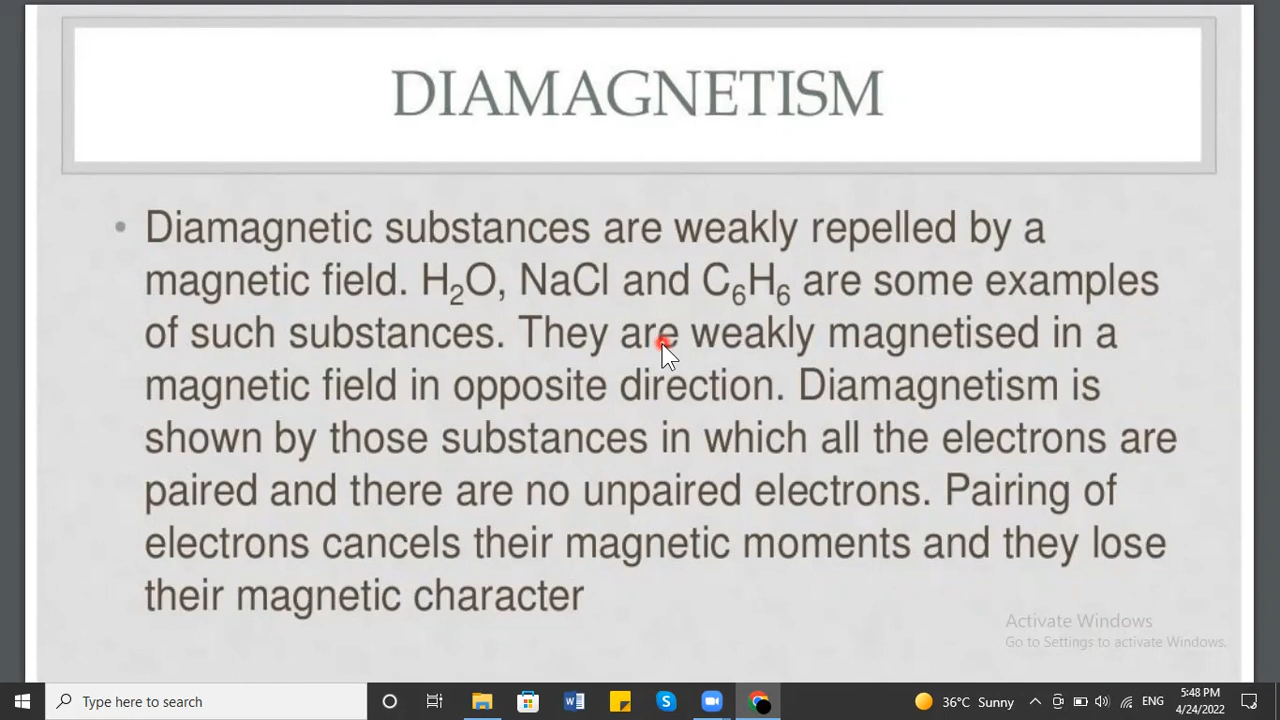 DIAMAGNETISM
• Diamagnetic substances are weakly repelled by a
magnetic field. H₂O, NaCl and C₆H₆ are some examples
of such substances. They are weakly magnetised in a
magnetic field in opposite direction. Diamagnetism is
shown by those substances in which all the electrons are
paired and there are no unpaired electrons. Pairing of
electrons cancels their magnetic moments and they lose
their magnetic character
Activate Windows
Go to Settings to activate Windows.
Type here to search
36°C Sunny
ENG
5:48 PM
4/24/2022